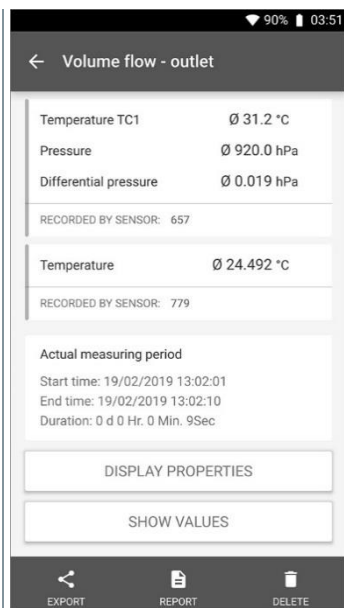 90% 03:51
← Volume flow - outlet
Temperature TC1 Ø 31.2 °C
Pressure Ø 920.0 hPa
Differential pressure Ø 0.019 hPa
RECORDED BY SENSOR: 657
Temperature Ø 24.492 °C
RECORDED BY SENSOR: 779
Actual measuring period
Start time: 19/02/2019 13:02:01
End time: 19/02/2019 13:02:10
Duration: 0 d 0 Hr. 0 Min. 9Sec
DISPLAY PROPERTIES
SHOW VALUES
EXPORT REPORT DELETE